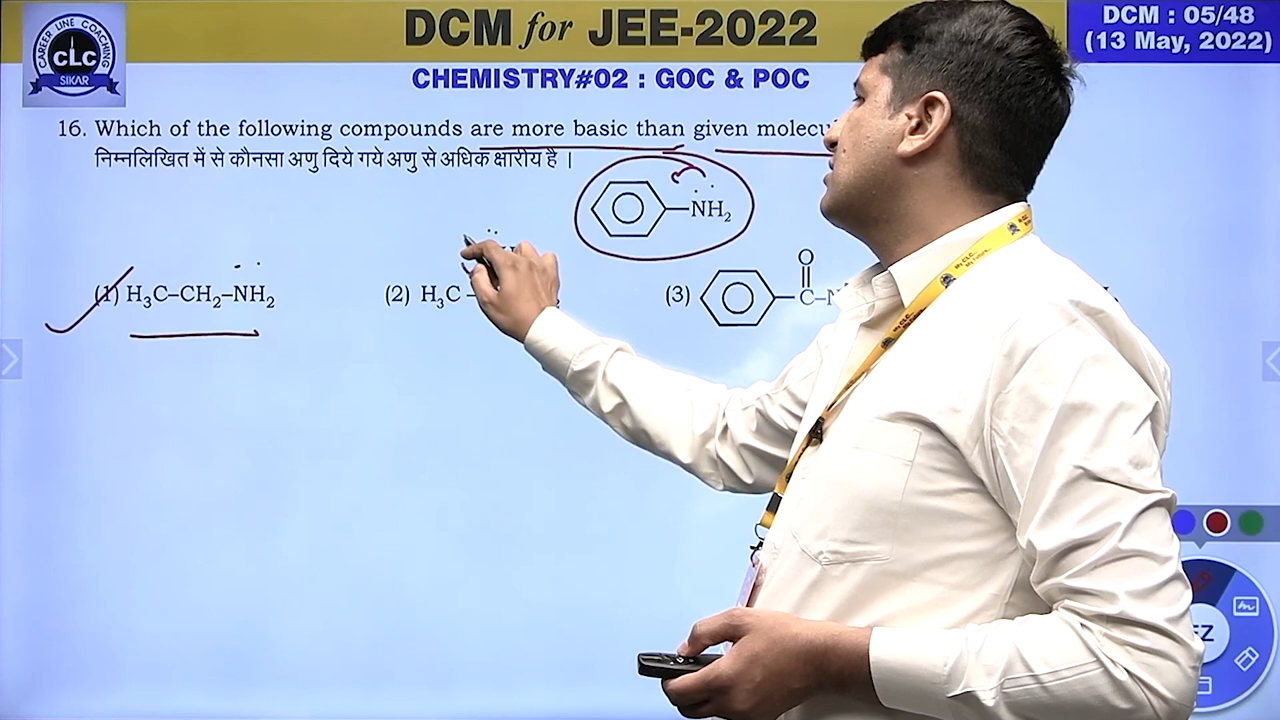 DCM for JEE-2022
DCM : 05/48
(13 May, 2022)
CAREER LINE COACHING
CLC
SIKAR
CHEMISTRY#02 : GOC & POC
16. Which of the following compounds are more basic than given
निम्नलिखित में से कौनसा अणु दिये गये अणु से अधिक क्षारीय है ।
NH₂
(1) H₃C–CH₂–NH₂
(2) H₃C –
(3)
O
C–N